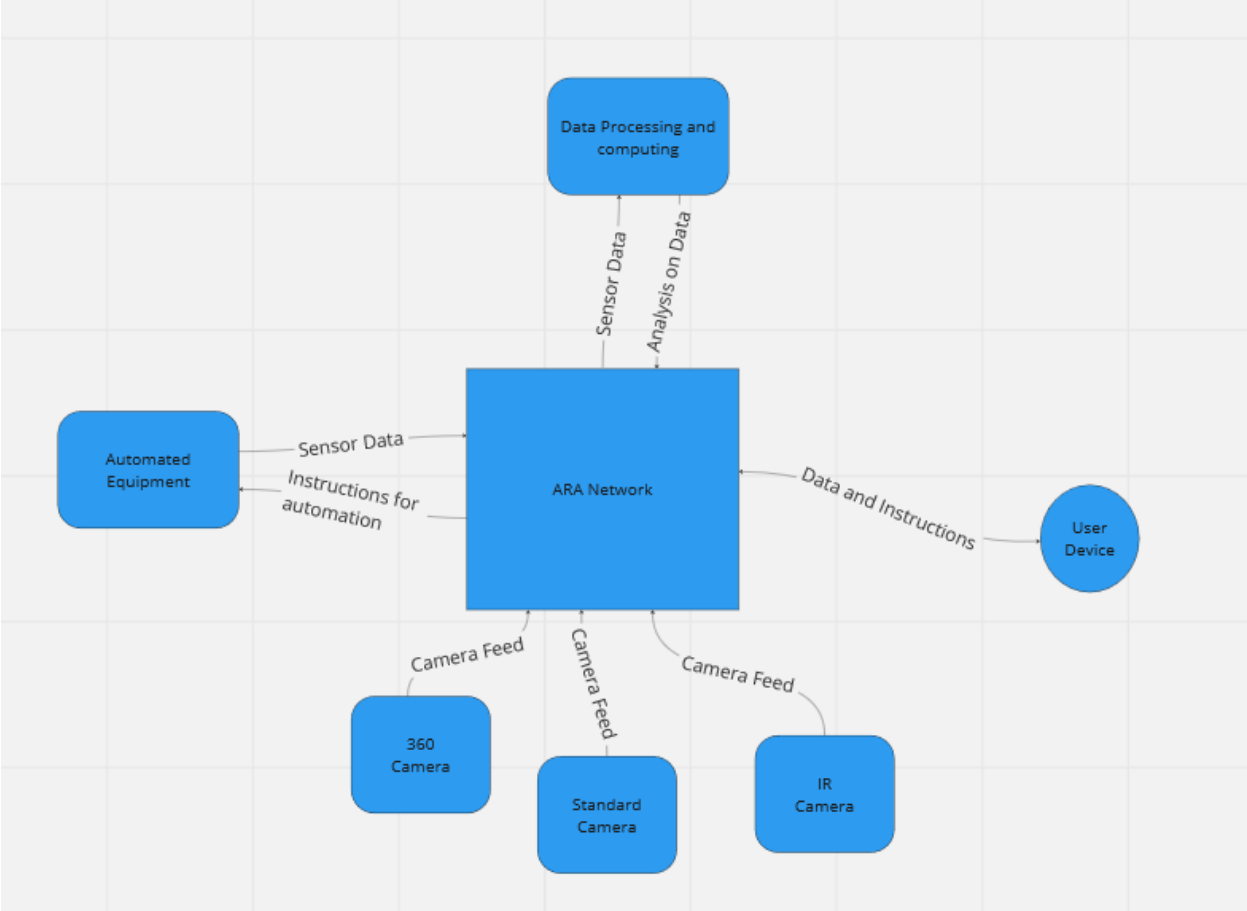 Data Processing and
computing
Sensor Data
Analysis on Data
Automated
Equipment
Sensor Data
Instructions for
automation
ARA Network
Data and Instructions
User
Device
Camera Feed
Camera Feed
Camera Feed
360
Camera
Standard
Camera
IR
Camera